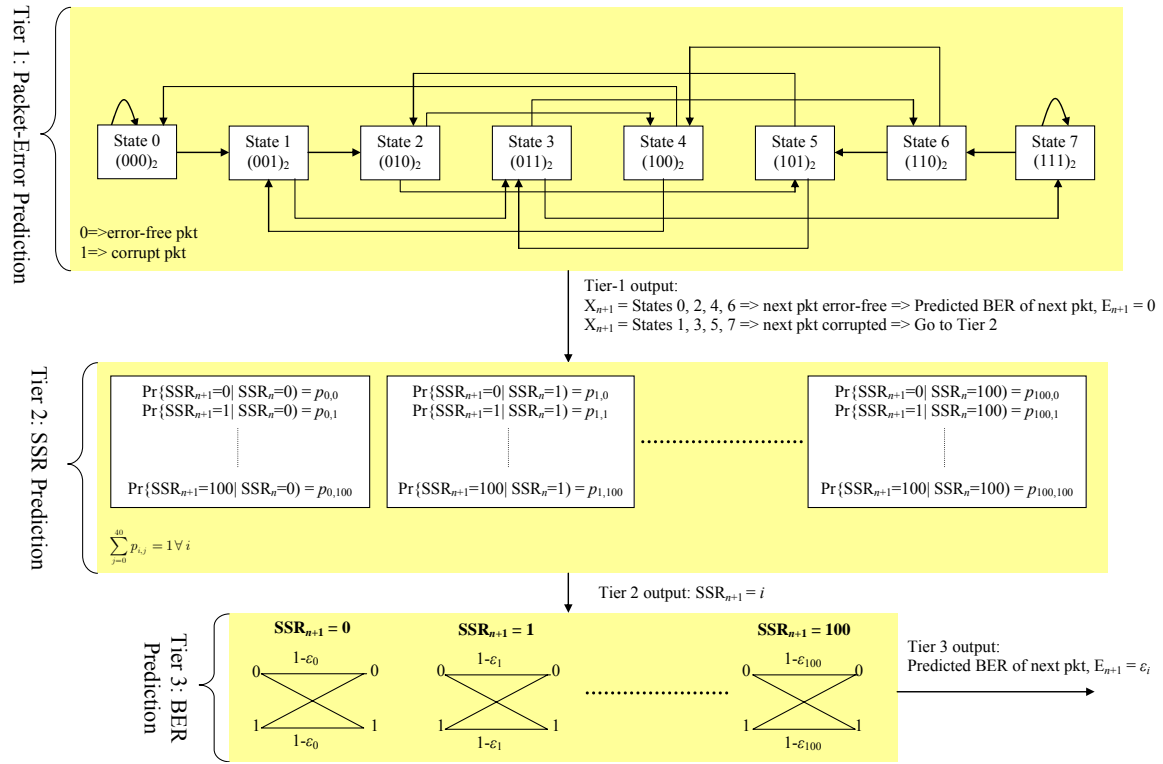 Tier 1: Packet-Error Prediction
State 0
(000)₂
State 1
(001)₂
State 2
(010)₂
State 3
(011)₂
State 4
(100)₂
State 5
(101)₂
State 6
(110)₂
State 7
(111)₂
0=>error-free pkt
1=> corrupt pkt
Tier-1 output:
Xₙ₊₁ = States 0, 2, 4, 6 => next pkt error-free => Predicted BER of next pkt, Eₙ₊₁ = 0
Xₙ₊₁ = States 1, 3, 5, 7 => next pkt corrupted => Go to Tier 2
Tier 2: SSR Prediction
Pr{SSRₙ₊₁=0| SSRₙ=0) = p₀,₀
Pr{SSRₙ₊₁=1| SSRₙ=0) = p₀,₁
Pr{SSRₙ₊₁=100| SSRₙ=0) = p₀,₁₀₀
Pr{SSRₙ₊₁=0| SSRₙ=1) = p₁,₀
Pr{SSRₙ₊₁=1| SSRₙ=1) = p₁,₁
Pr{SSRₙ₊₁=100| SSRₙ=1) = p₁,₁₀₀
Pr{SSRₙ₊₁=0| SSRₙ=100) = p₁₀₀,₀
Pr{SSRₙ₊₁=1| SSRₙ=100) = p₁₀₀,₁
Pr{SSRₙ₊₁=100| SSRₙ=100) = p₁₀₀,₁₀₀
40
∑ pᵢ,ⱼ = 1 ∀ i
j=0
Tier 2 output: SSRₙ₊₁ = i
Tier 3: BER
Prediction
SSRₙ₊₁ = 0
1-ε₀
0 0
1 1
1-ε₀
SSRₙ₊₁ = 1
1-ε₁
0 0
1 1
1-ε₁
SSRₙ₊₁ = 100
1-ε₁₀₀
0 0
1 1
1-ε₁₀₀
Tier 3 output:
Predicted BER of next pkt, Eₙ₊₁ = εᵢ